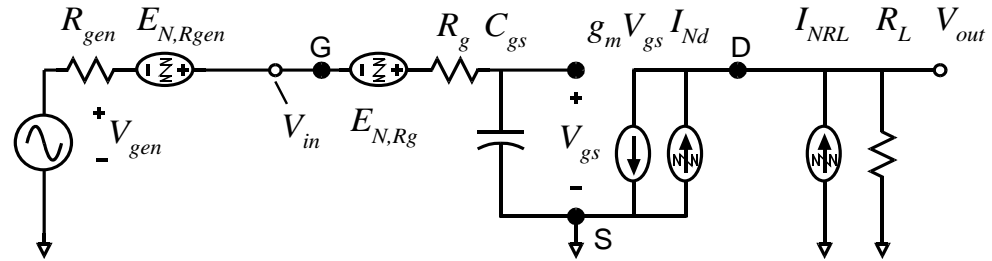 R_gen E_N,Rgen G R_g C_gs g_m V_gs I_Nd D I_NRL R_L V_out
+ V_gen - V_in E_N,Rg + V_gs -
S